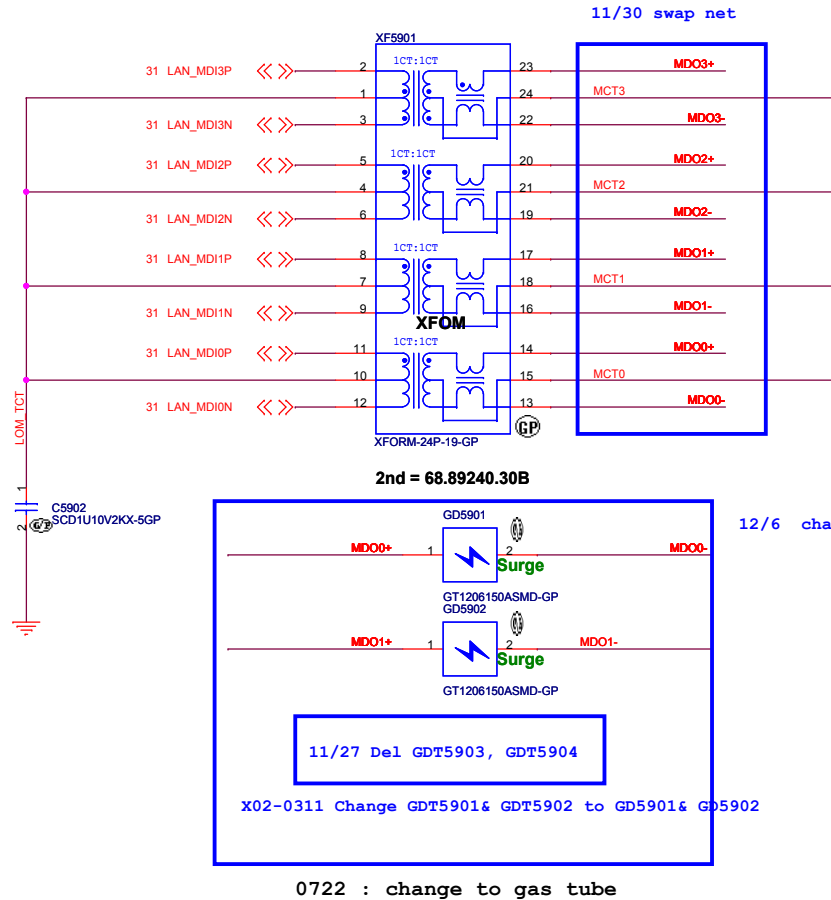 11/30 swap net
XF5901
31 LAN_MDI3P 2 1CT:1CT 23 MDO3+
1 24 MCT3
31 LAN_MDI3N 3 22 MDO3-
31 LAN_MDI2P 5 1CT:1CT 20 MDO2+
4 21 MCT2
31 LAN_MDI2N 6 19 MDO2-
31 LAN_MDI1P 8 1CT:1CT 17 MDO1+
7 18 MCT1
31 LAN_MDI1N 9 16 MDO1-
XFOM
31 LAN_MDI0P 11 1CT:1CT 14 MDO0+
10 15 MCT0
31 LAN_MDI0N 12 13 MDO0-
LOM_TCT
XFORM-24P-19-GP
GP
2nd = 68.89240.30B
1
C5902
SCD1U10V2KX-5GP
2
GD5901
12/6 cha
MDO0+ 1 2 MDO0-
Surge
GT1206150ASMD-GP
GD5902
MDO1+ 1 2 MDO1-
Surge
GT1206150ASMD-GP
11/27 Del GDT5903, GDT5904
X02-0311 Change GDT5901& GDT5902 to GD5901& GD5902
0722 : change to gas tube